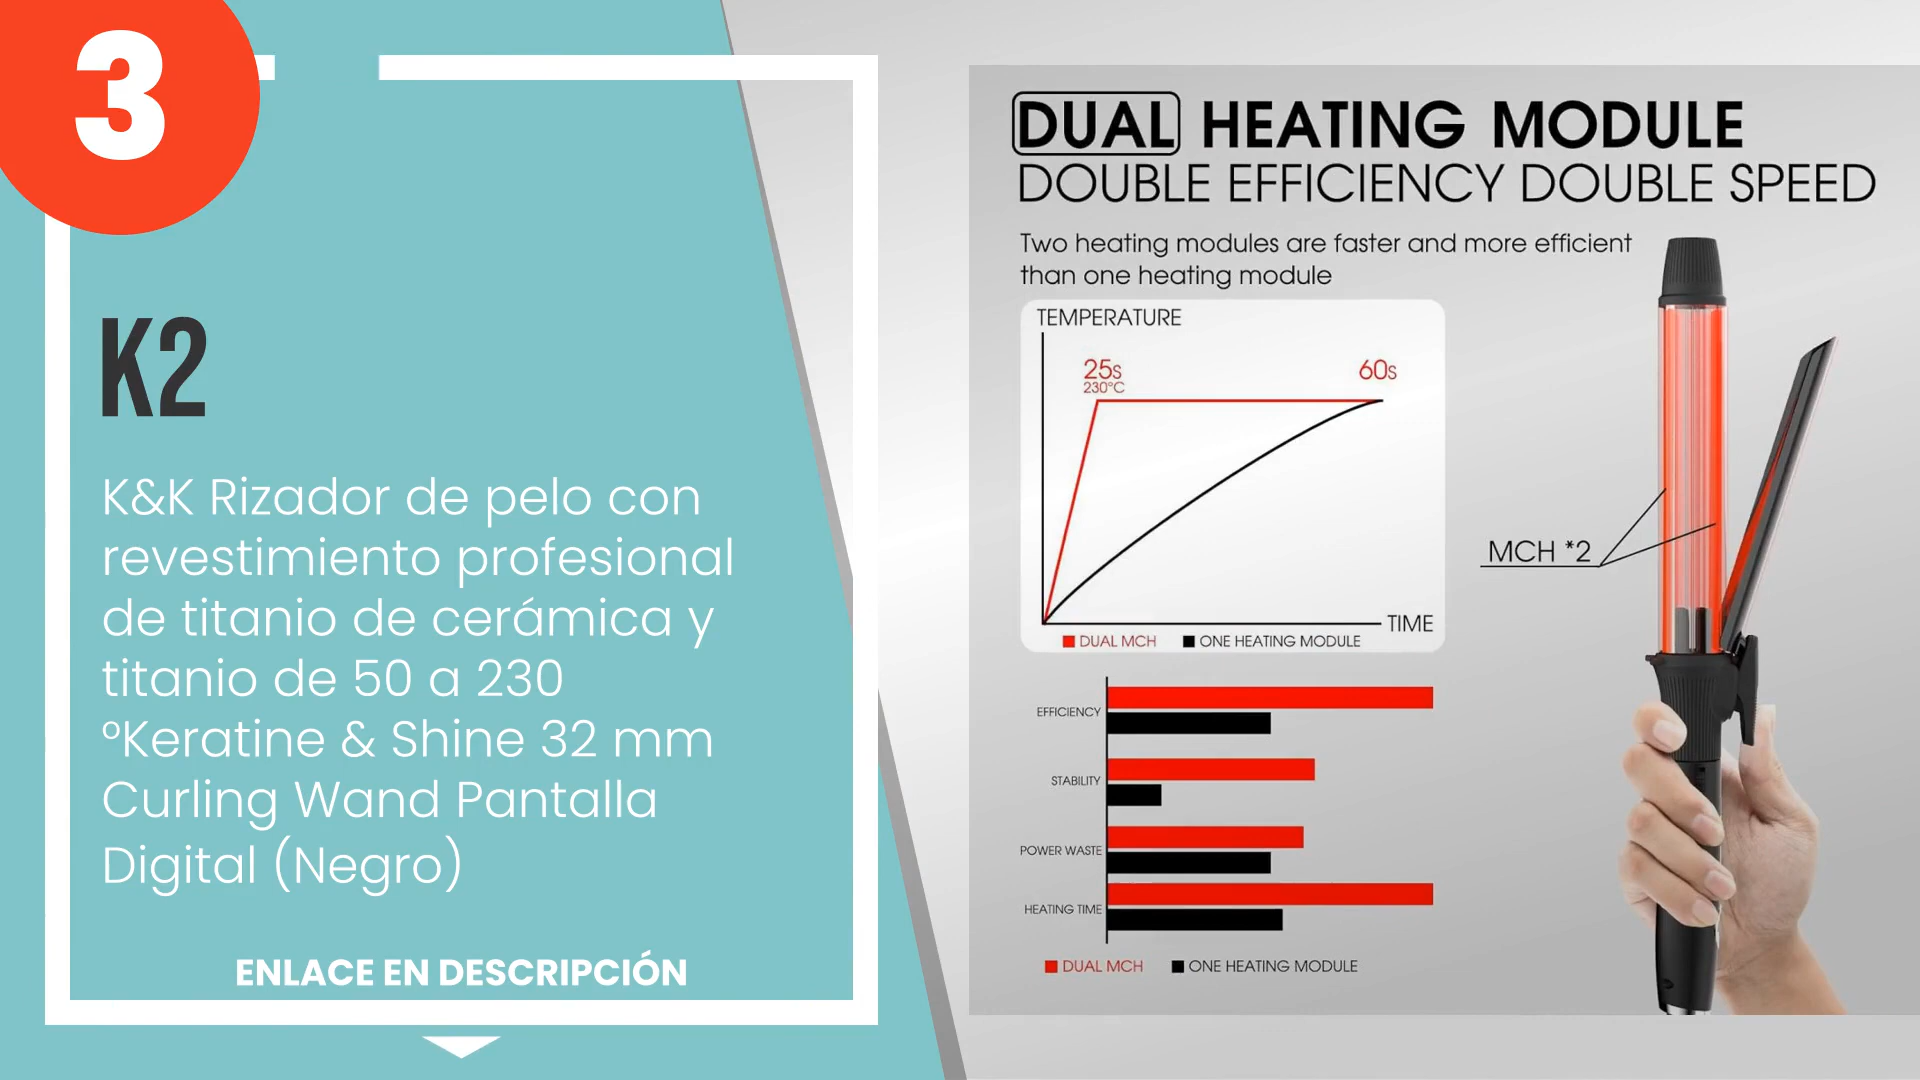 3
K2
K&K Rizador de pelo con
revestimiento profesional
de titanio de cerámica y
titanio de 50 a 230
ºKeratine & Shine 32 mm
Curling Wand Pantalla
Digital (Negro)
ENLACE EN DESCRIPCIÓN
DUAL HEATING MODULE
DOUBLE EFFICIENCY DOUBLE SPEED
Two heating modules are faster and more efficient
than one heating module
TEMPERATURE
25s
230°C
60s
TIME
DUAL MCH
ONE HEATING MODULE
MCH *2
EFFICIENCY
STABILITY
POWER WASTE
HEATING TIME
DUAL MCH
ONE HEATING MODULE